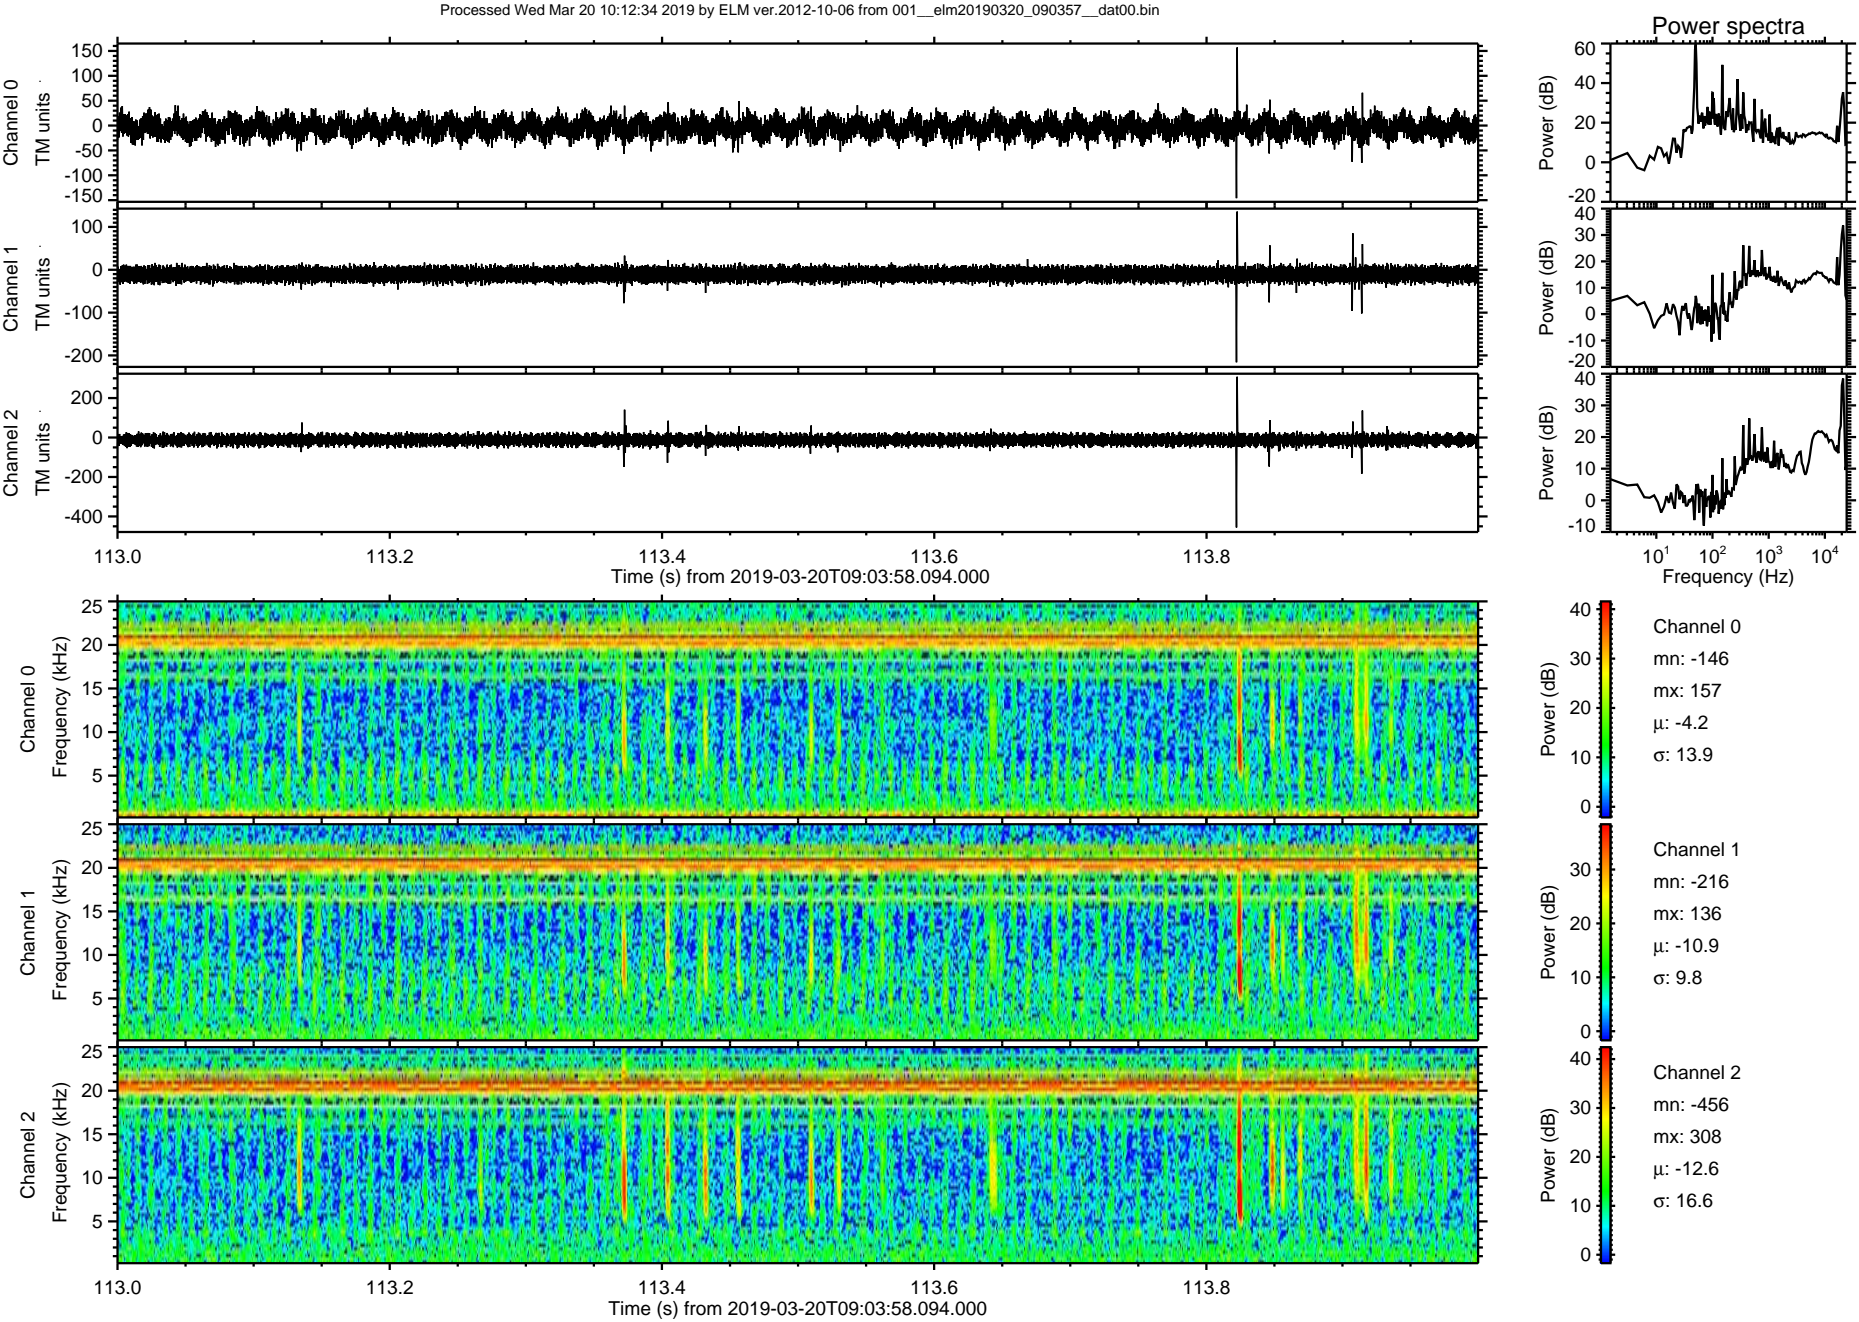 Processed Wed Mar 20 10:12:34 2019 by ELM ver.2012-10-06 from 001__elm20190320_090357__dat00.bin
Power spectra
Channel 0
TM units
150
100
50
0
-50
-100
-150
Power (dB)
60
40
20
0
-20
Channel 1
TM units
100
0
-100
-200
Power (dB)
40
30
20
10
0
-10
-20
Channel 2
TM units
200
0
-200
-400
Power (dB)
40
30
20
10
0
-10
113.0 113.2 113.4 113.6 113.8
Time (s) from 2019-03-20T09:03:58.094.000
10^1 10^2 10^3 10^4
Frequency (Hz)
Channel 0
Frequency (kHz)
25
20
15
10
5
Power (dB)
40
30
20
10
0
Channel 0
mn: -146
mx: 157
μ: -4.2
σ: 13.9
Channel 1
Frequency (kHz)
25
20
15
10
5
Power (dB)
30
20
10
0
Channel 1
mn: -216
mx: 136
μ: -10.9
σ: 9.8
Channel 2
Frequency (kHz)
25
20
15
10
5
Power (dB)
40
30
20
10
0
Channel 2
mn: -456
mx: 308
μ: -12.6
σ: 16.6
113.0 113.2 113.4 113.6 113.8
Time (s) from 2019-03-20T09:03:58.094.000